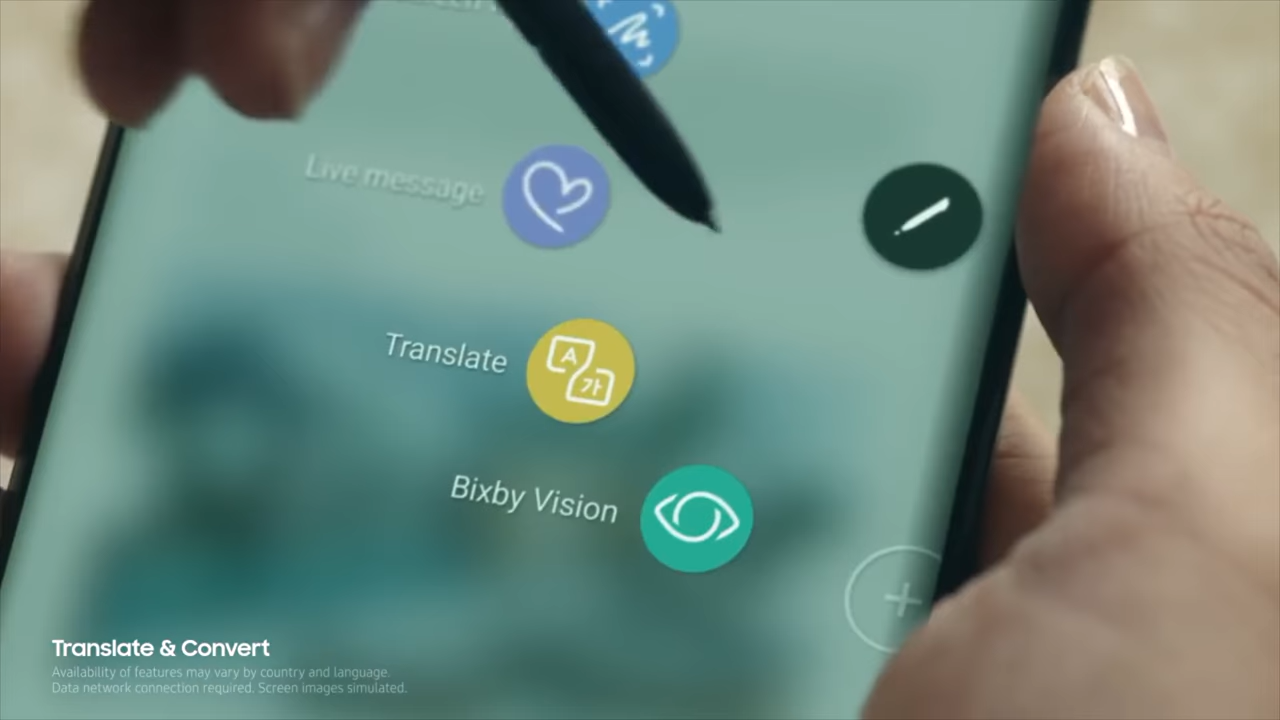 Live message
Translate
A
가
Bixby Vision
Translate & Convert
Availability of features may vary by country and language.
Data network connection required. Screen images simulated.